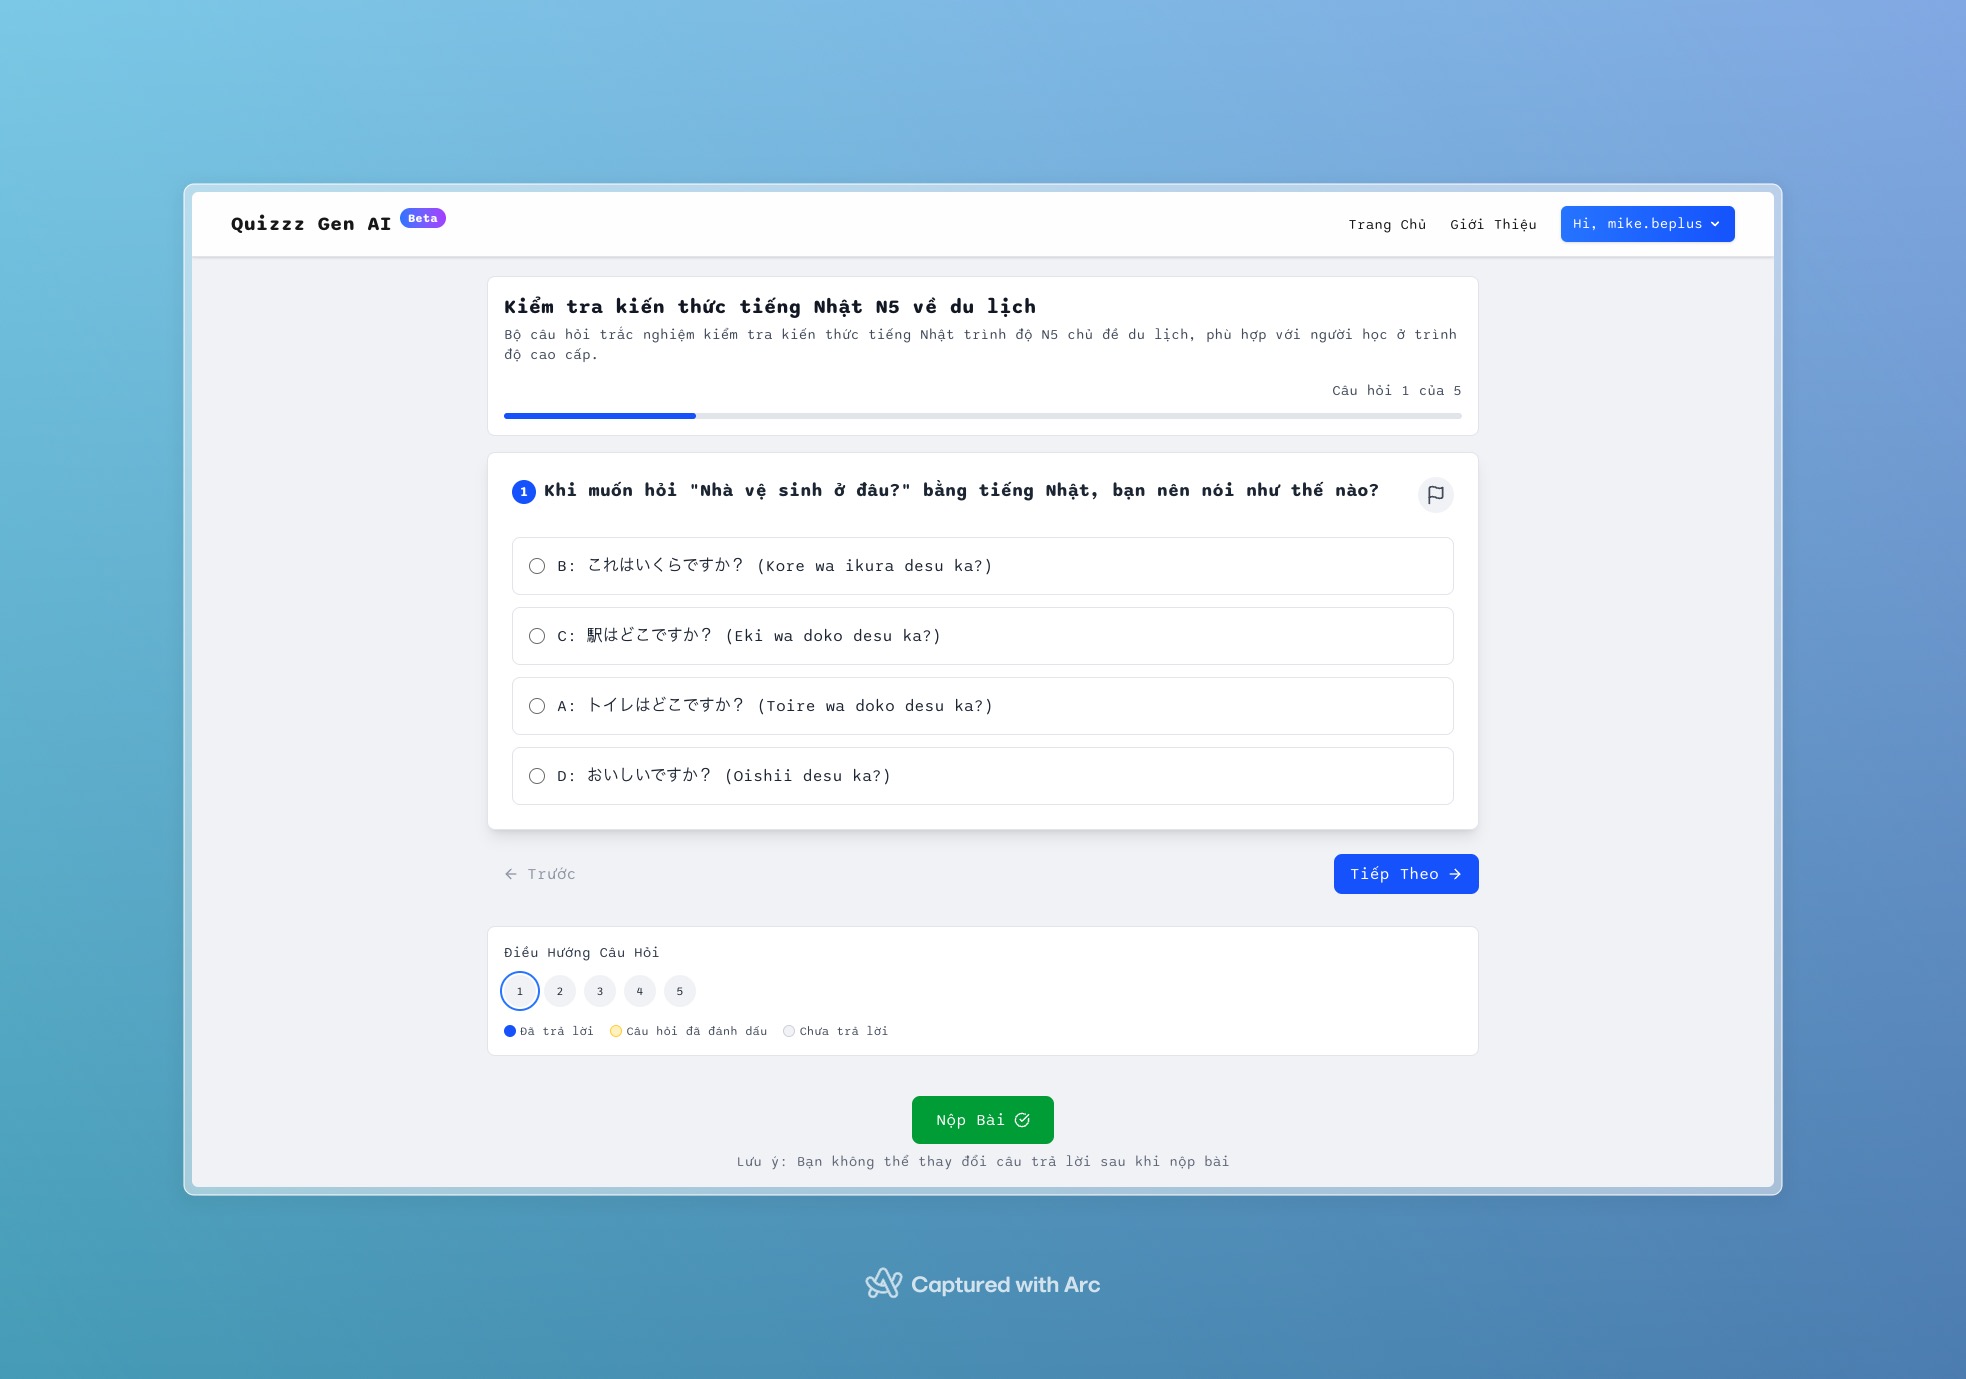 Quizzz Gen AI Beta
Trang Chủ Giới Thiệu Hi, mike.beplus
Kiểm tra kiến thức tiếng Nhật N5 về du lịch
Bộ câu hỏi trắc nghiệm kiểm tra kiến thức tiếng Nhật trình độ N5 chủ đề du lịch, phù hợp với người học ở trình
độ cao cấp.
Câu hỏi 1 của 5
1 Khi muốn hỏi "Nhà vệ sinh ở đâu?" bằng tiếng Nhật, bạn nên nói như thế nào?
B: これはいくらですか？ (Kore wa ikura desu ka?)
C: 駅はどこですか？ (Eki wa doko desu ka?)
A: トイレはどこですか？ (Toire wa doko desu ka?)
D: おいしいですか？ (Oishii desu ka?)
← Trước
Tiếp Theo →
Điều Hướng Câu Hỏi
1 2 3 4 5
Đã trả lời Câu hỏi đã đánh dấu Chưa trả lời
Nộp Bài
Lưu ý: Bạn không thể thay đổi câu trả lời sau khi nộp bài
Captured with Arc